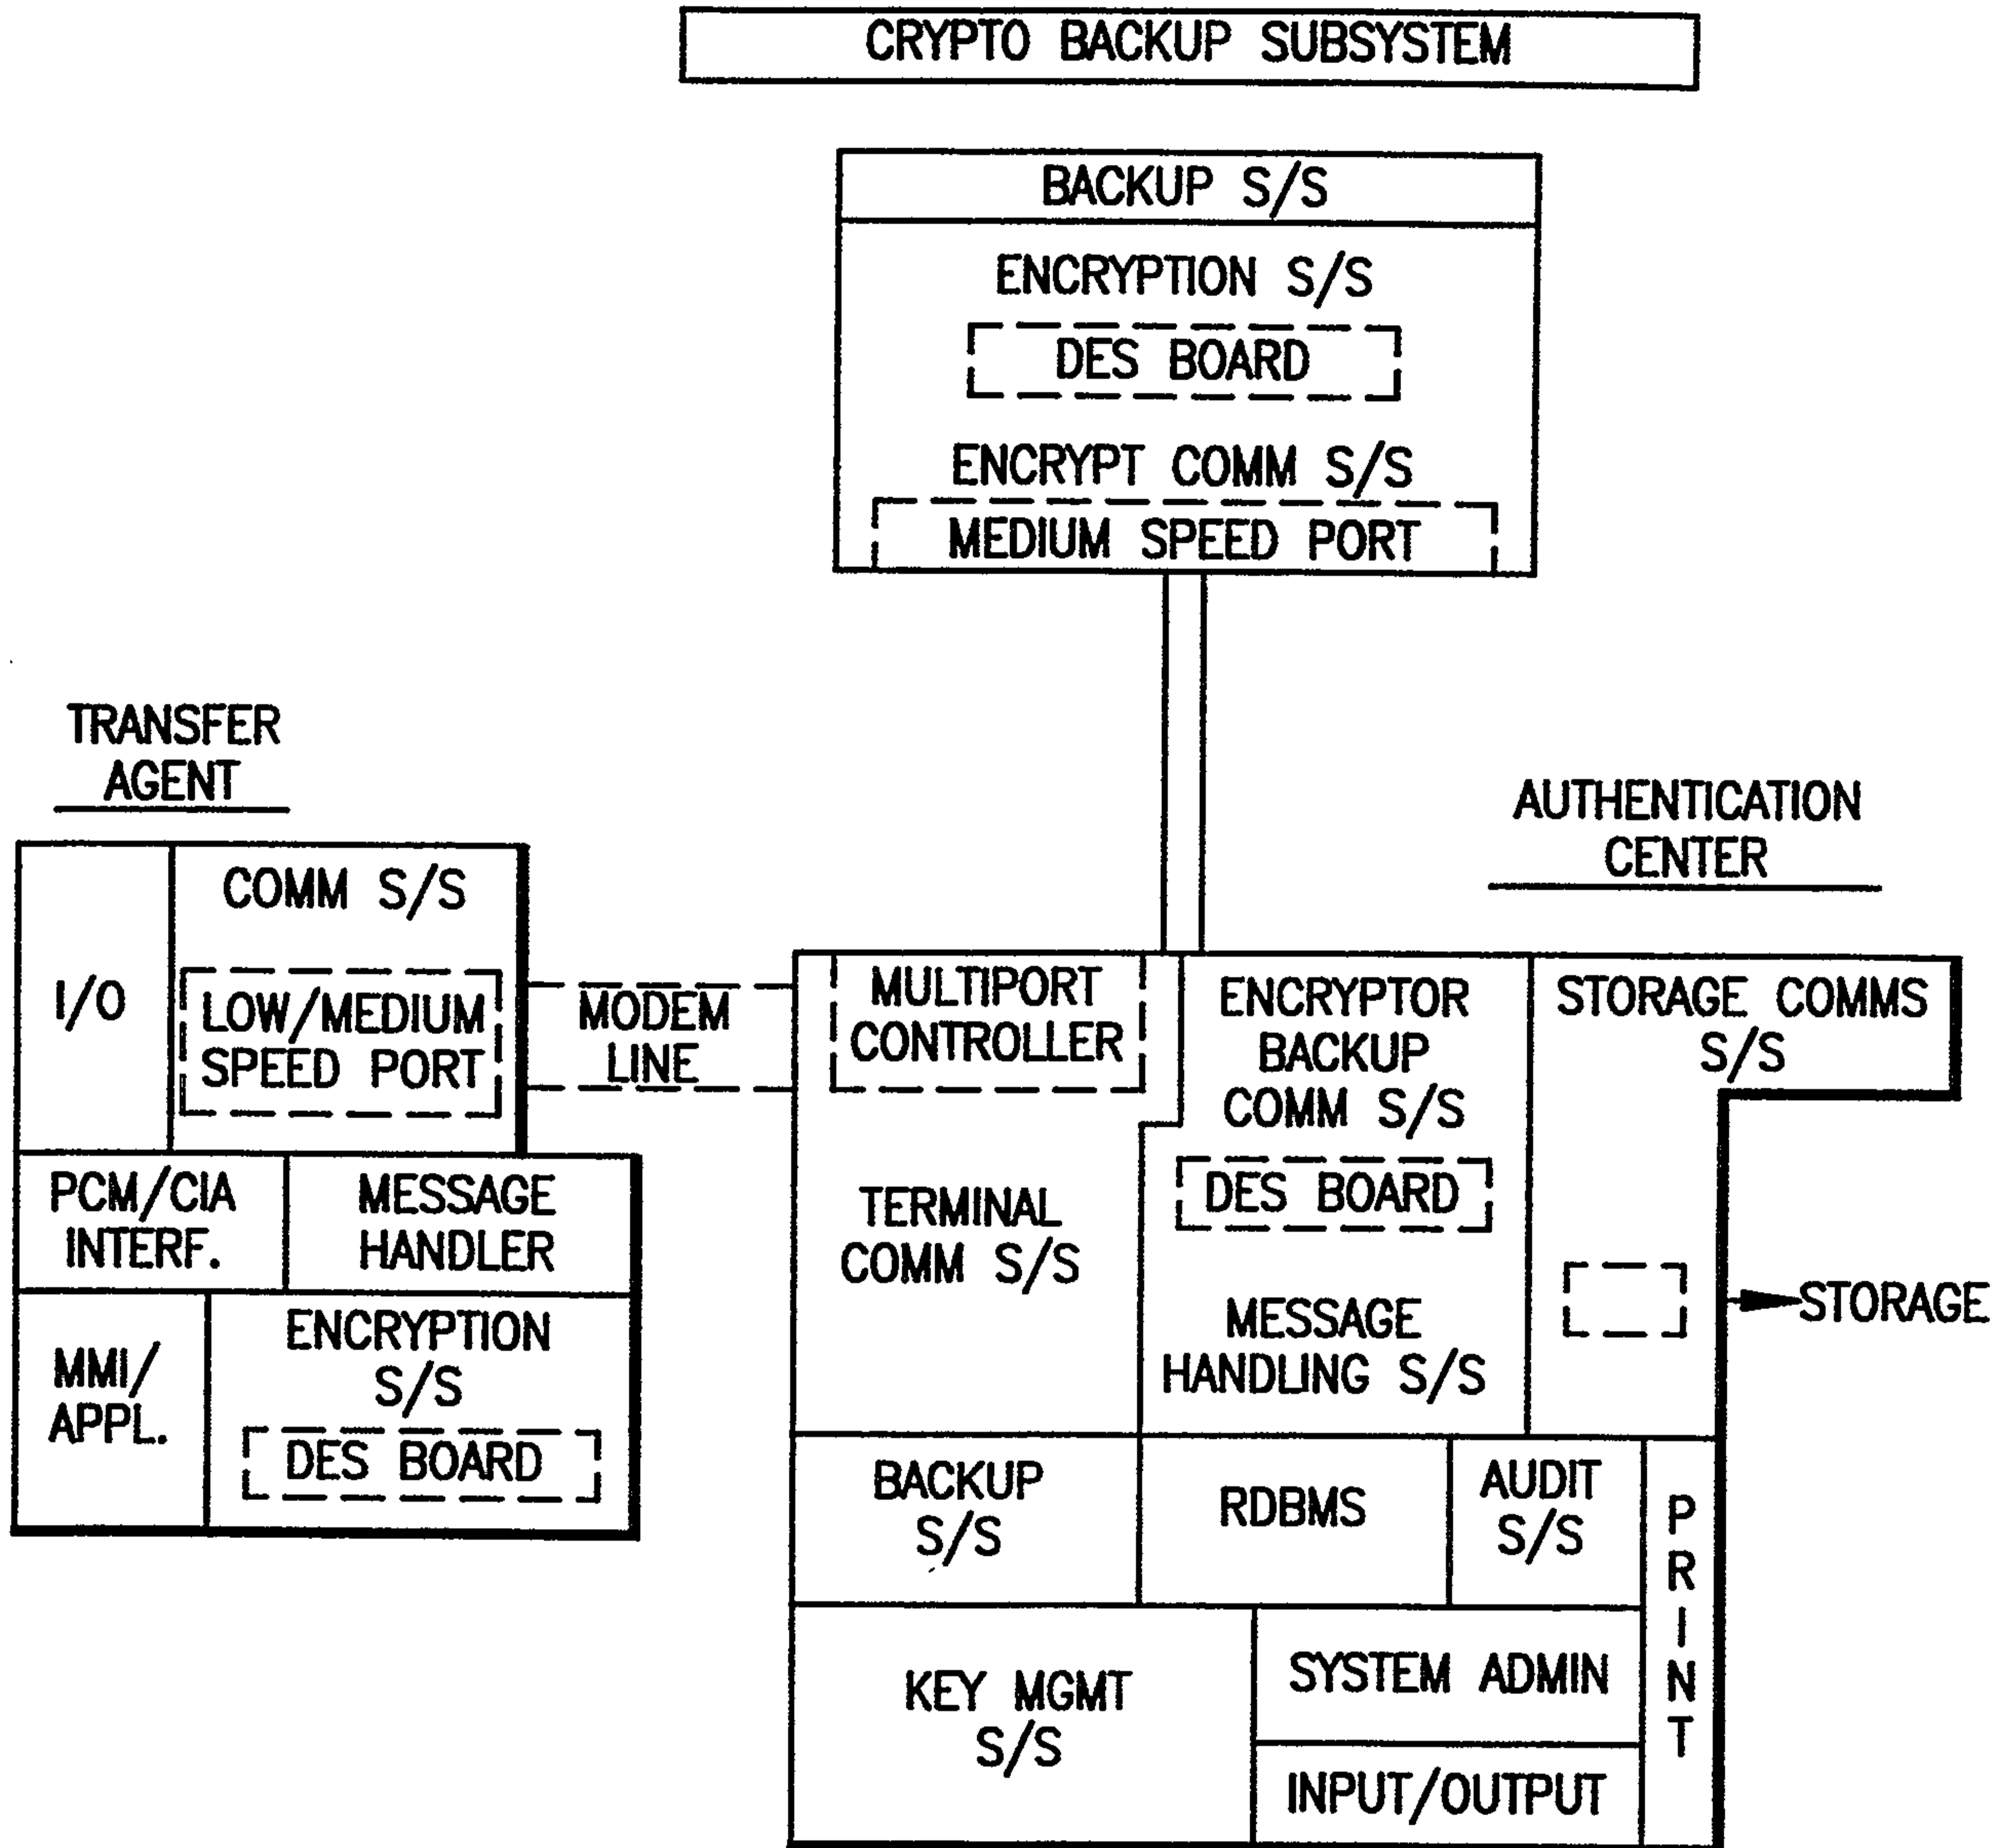 CRYPTO BACKUP SUBSYSTEM
BACKUP S/S
ENCRYPTION S/S
DES BOARD
ENCRYPT COMM S/S
MEDIUM SPEED PORT
TRANSFER
AGENT
I/O
COMM S/S
LOW/MEDIUM
SPEED PORT
PCM/CIA
INTERF.
MESSAGE
HANDLER
MMI/
APPL.
ENCRYPTION
S/S
DES BOARD
MODEM
LINE
AUTHENTICATION
CENTER
MULTIPORT
CONTROLLER
TERMINAL
COMM S/S
ENCRYPTOR
BACKUP
COMM S/S
DES BOARD
MESSAGE
HANDLING S/S
STORAGE COMMS
S/S
STORAGE
BACKUP
S/S
RDBMS
AUDIT
S/S
PRINT
KEY MGMT
S/S
SYSTEM ADMIN
INPUT/OUTPUT